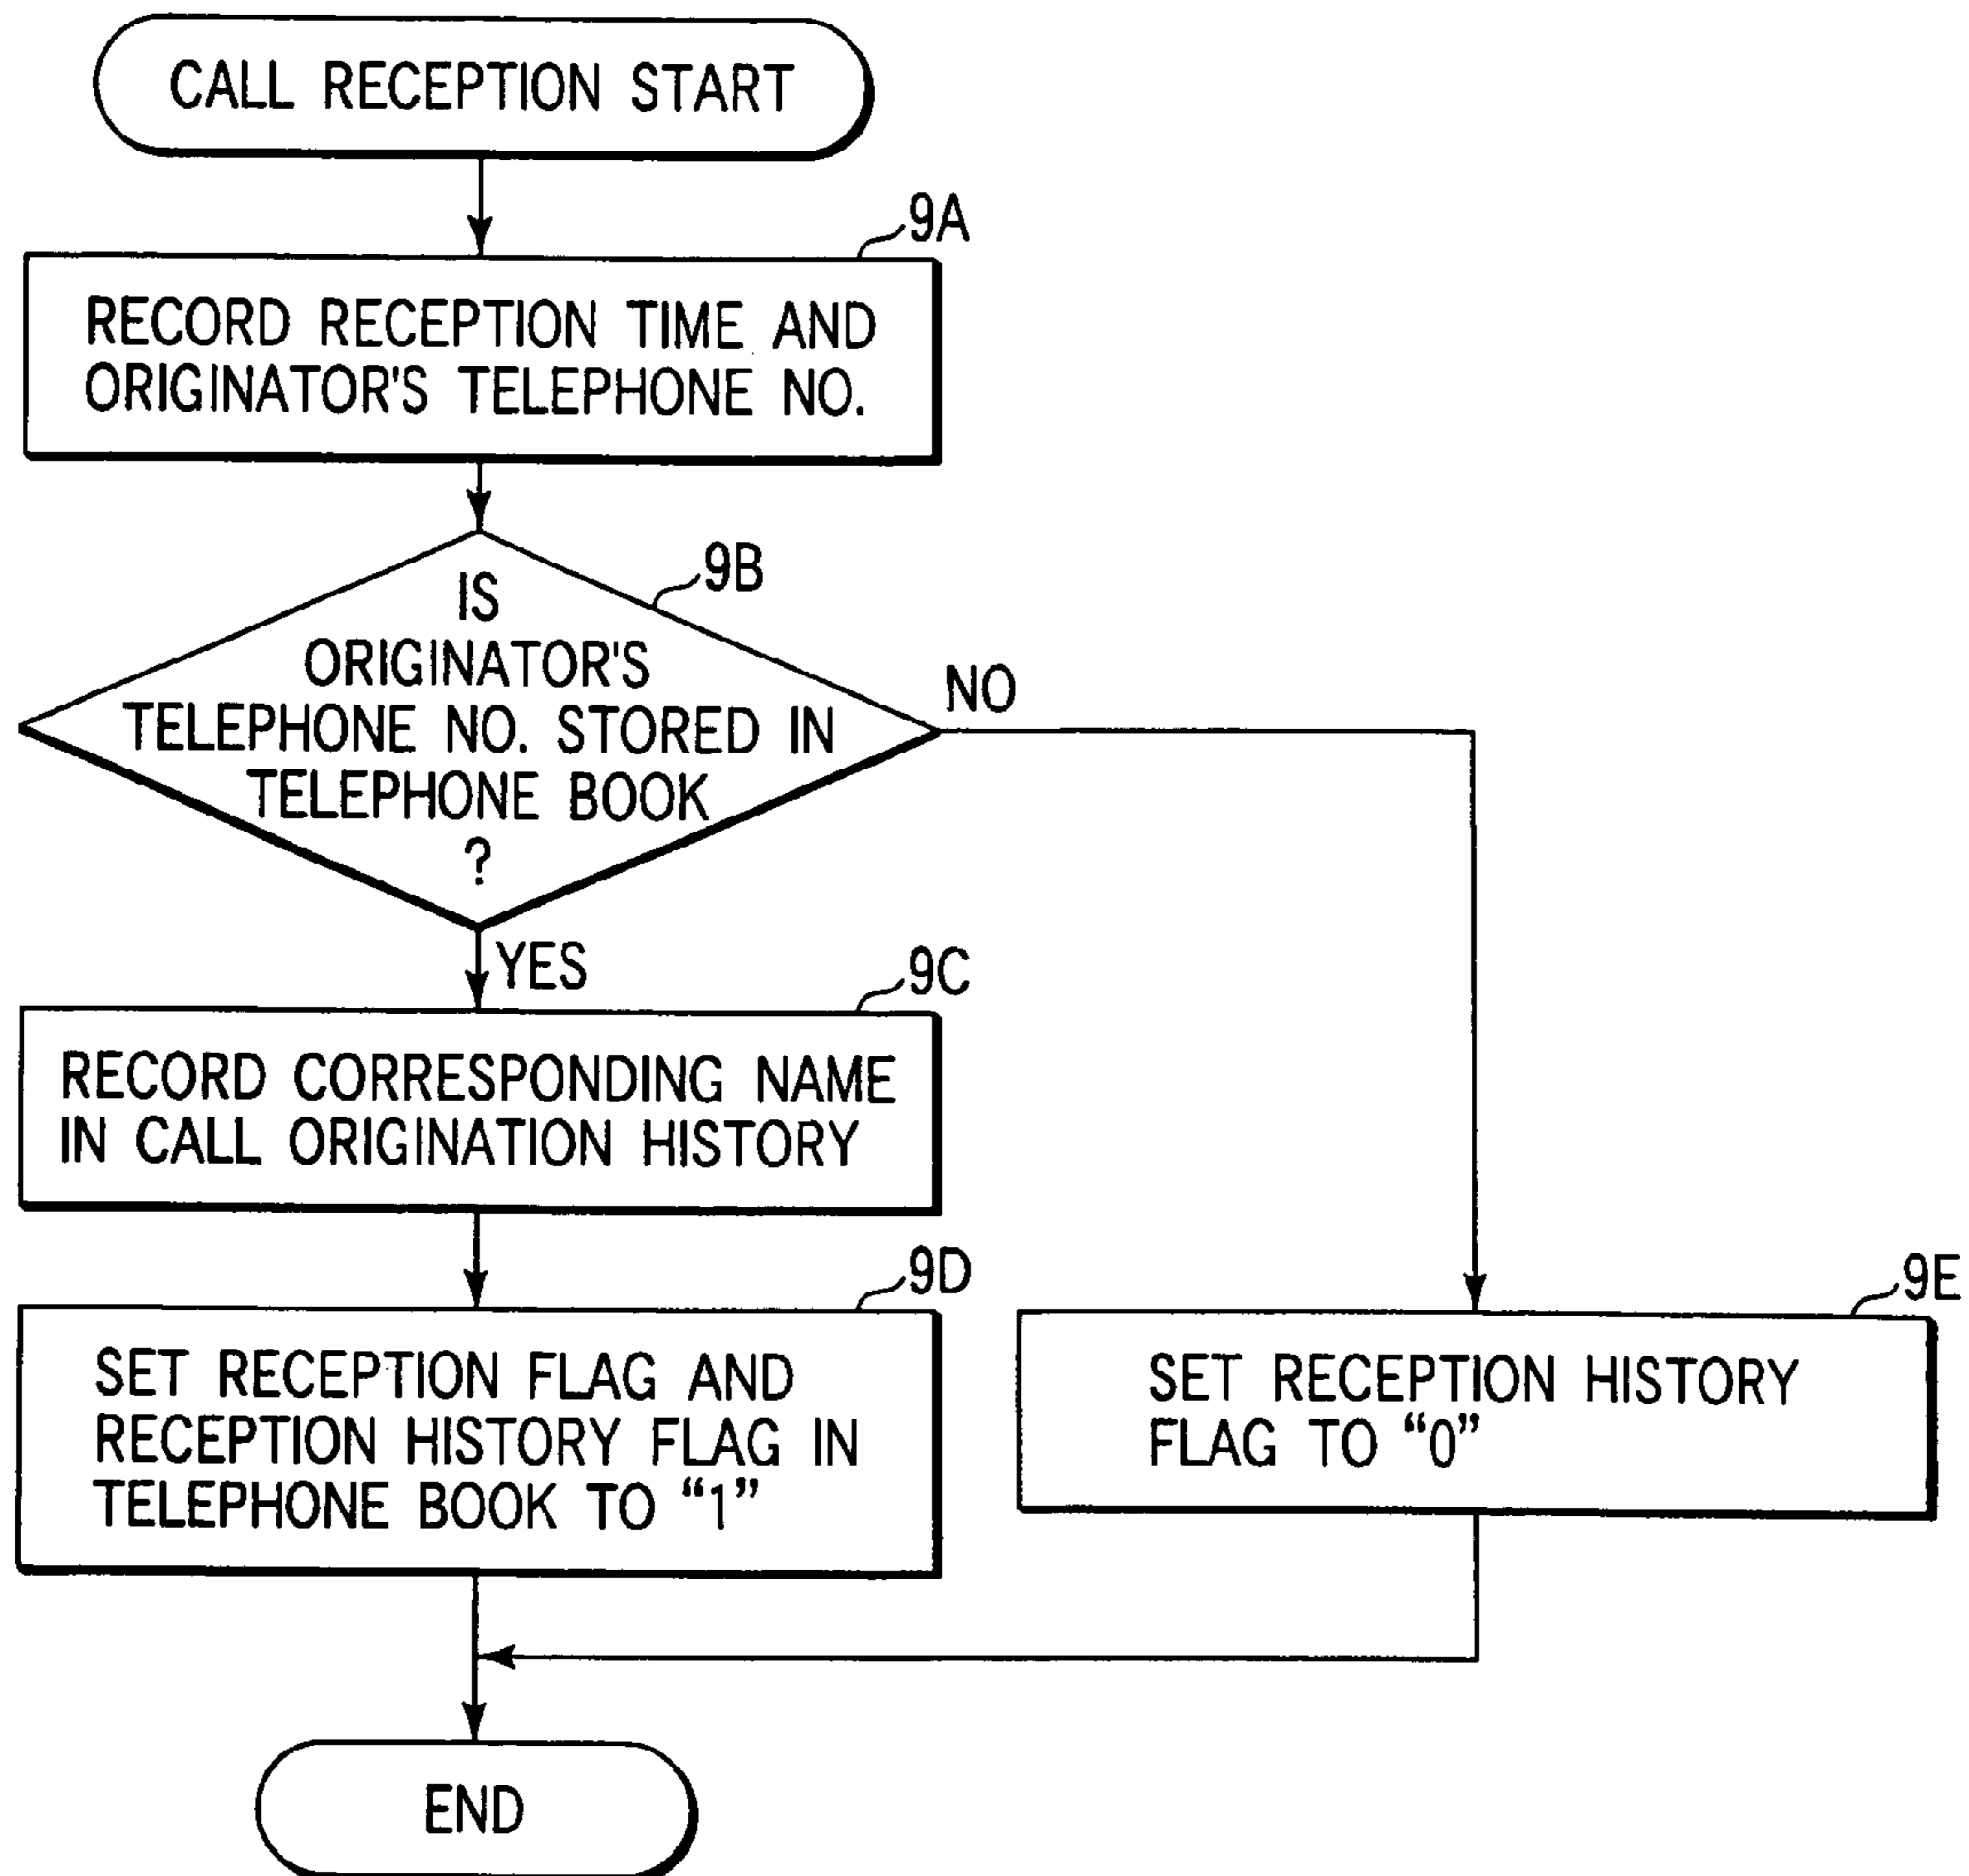 CALL RECEPTION START
9A
RECORD RECEPTION TIME AND
ORIGINATOR'S TELEPHONE NO.
9B
IS
ORIGINATOR'S
TELEPHONE NO. STORED IN
TELEPHONE BOOK
?
NO
YES
9C
RECORD CORRESPONDING NAME
IN CALL ORIGINATION HISTORY
9D
SET RECEPTION FLAG AND
RECEPTION HISTORY FLAG IN
TELEPHONE BOOK TO “1”
9E
SET RECEPTION HISTORY
FLAG TO “0”
END